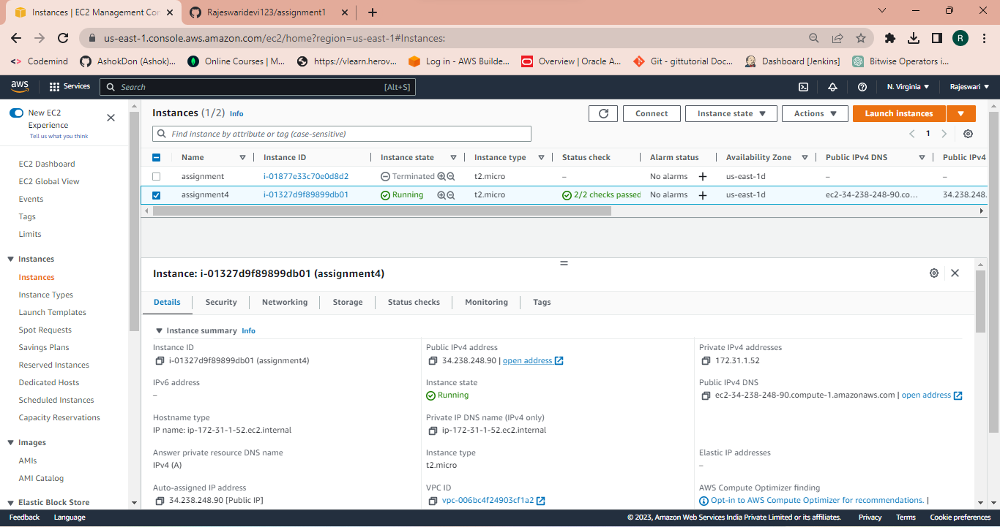 Instances | EC2 Management Con
Rajeswaridevi123/assignment1
us-east-1.console.aws.amazon.com/ec2/home?region=us-east-1#Instances:
R
Codemind
AshokDon (Ashok)...
Online Courses | M...
https://vlearn.herov...
Log in - AWS Builde...
Overview | Oracle A...
Git - gittutorial Doc...
Dashboard [Jenkins]
Bitwise Operators i...
aws
Services
Search
[Alt+S]
N. Virginia
Rajeswari
New EC2
Experience
Tell us what you think
EC2 Dashboard
EC2 Global View
Events
Tags
Limits
Instances
Instances
Instance Types
Launch Templates
Spot Requests
Savings Plans
Reserved Instances
Dedicated Hosts
Scheduled Instances
Capacity Reservations
Images
AMIs
AMI Catalog
Elastic Block Store
Instances (1/2) Info
Connect
Instance state
Actions
Launch instances
Find instance by attribute or tag (case-sensitive)
1
Name Instance ID Instance state Instance type Status check Alarm status Availability Zone Public IPv4 DNS Public IPv4
assignment i-01877e33c70e0d8d2 Terminated t2.micro – No alarms + us-east-1d – –
assignment4 i-01327d9f89899db01 Running t2.micro 2/2 checks passed No alarms + us-east-1d ec2-34-238-248-90.co... 34.238.248.
Instance: i-01327d9f89899db01 (assignment4)
Details Security Networking Storage Status checks Monitoring Tags
Instance summary Info
Instance ID
i-01327d9f89899db01 (assignment4)
Public IPv4 address
34.238.248.90 | open address
Private IPv4 addresses
172.31.1.52
IPv6 address
–
Instance state
Running
Public IPv4 DNS
ec2-34-238-248-90.compute-1.amazonaws.com | open address
Hostname type
IP name: ip-172-31-1-52.ec2.internal
Private IP DNS name (IPv4 only)
ip-172-31-1-52.ec2.internal
Answer private resource DNS name
IPv4 (A)
Instance type
t2.micro
Elastic IP addresses
–
Auto-assigned IP address
34.238.248.90 [Public IP]
VPC ID
vpc-006bc4f24903cf1a2
AWS Compute Optimizer finding
Opt-in to AWS Compute Optimizer for recommendations. |
Feedback
Language
© 2023, Amazon Web Services India Private Limited or its affiliates.
Privacy
Terms
Cookie preferences